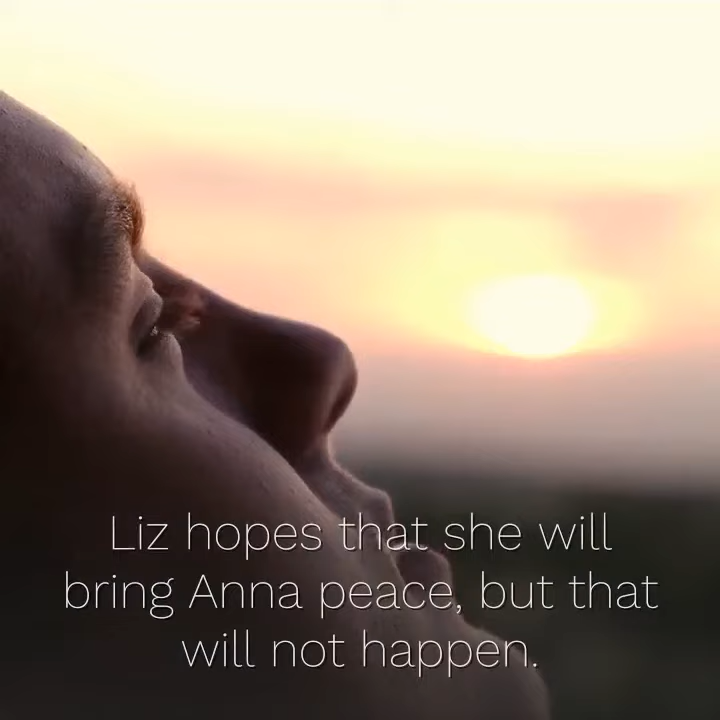 Liz hopes that she will
bring Anna peace, but that
will not happen.